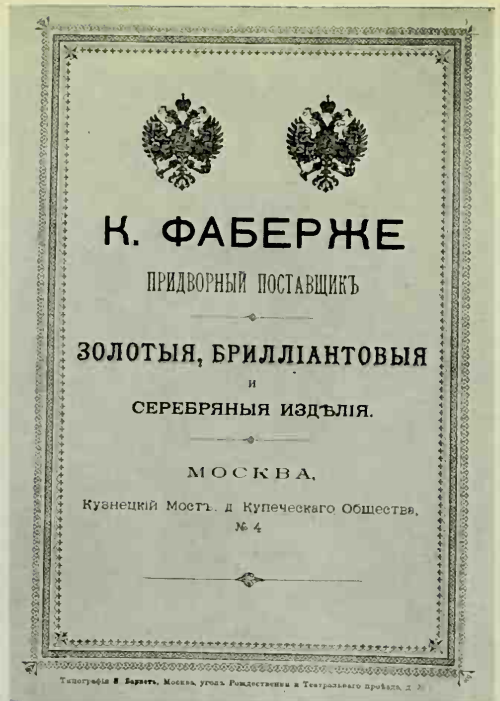 К. ФАБЕРЖЕ
ПРИДВОРНЫЙ ПОСТАВЩИКЪ
ЗОЛОТЫЯ, БРИЛЛІАНТОВЫЯ
И
СЕРЕБРЯНЫЯ ИЗДѢЛІЯ.
МОСКВА,
Кузнецкій Мостъ. д Купеческаго Общества,
№ 4
Типографія Барветъ, Москва, уголъ Рождественки и Театральнаго проѣзда, д